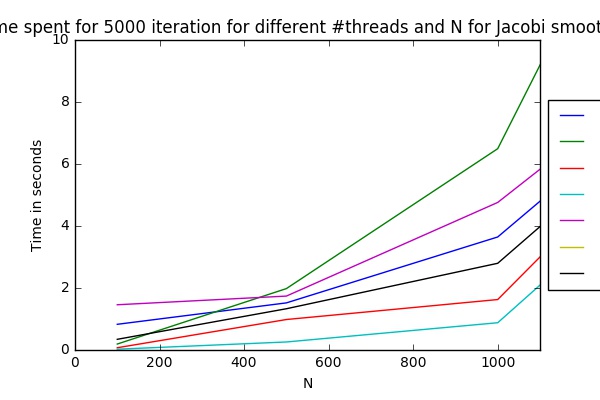 me spent for 5000 iteration for different #threads and N for Jacobi smoot
10
8
6
4
2
0
Time in seconds
0 200 400 600 800 1000
N